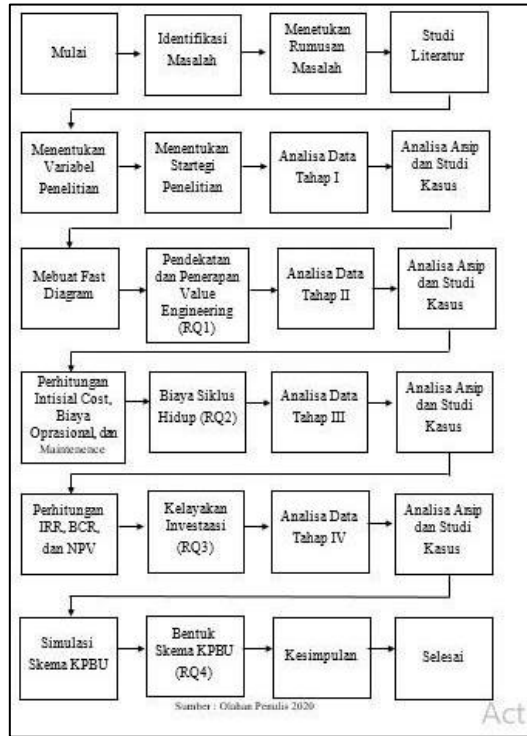 Mulai
Identifikasi
Masalah
Menetukan
Rumusan
Masalah
Studi
Literatur
Menentukan
Variabel
Penelitian
Menentukan
Startegi
Penelitian
Analisa Data
Tahap I
Analisa Arsip
dan Studi
Kasus
Mebuat Fast
Diagram
Pendekatan
dan Penerapan
Value
Engineering
(RQ1)
Analisa Data
Tahap II
Analisa Arsip
dan Studi
Kasus
Perhitungan
Intisial Cost,
Biaya
Oprasional, dan
Maintenence
Biaya Siklus
Hidup (RQ2)
Analisa Data
Tahap III
Analisa Arsip
dan Studi
Kasus
Perhitungan
IRR, BCR,
dan NPV
Kelayakan
Investaasi
(RQ3)
Analisa Data
Tahap IV
Analisa Arsip
dan Studi
Kasus
Simulasi
Skema KPBU
Bentuk
Skema KPBU
(RQ4)
Kesimpulan
Selesai
Sumber : Olahan Penulis 2020
Act